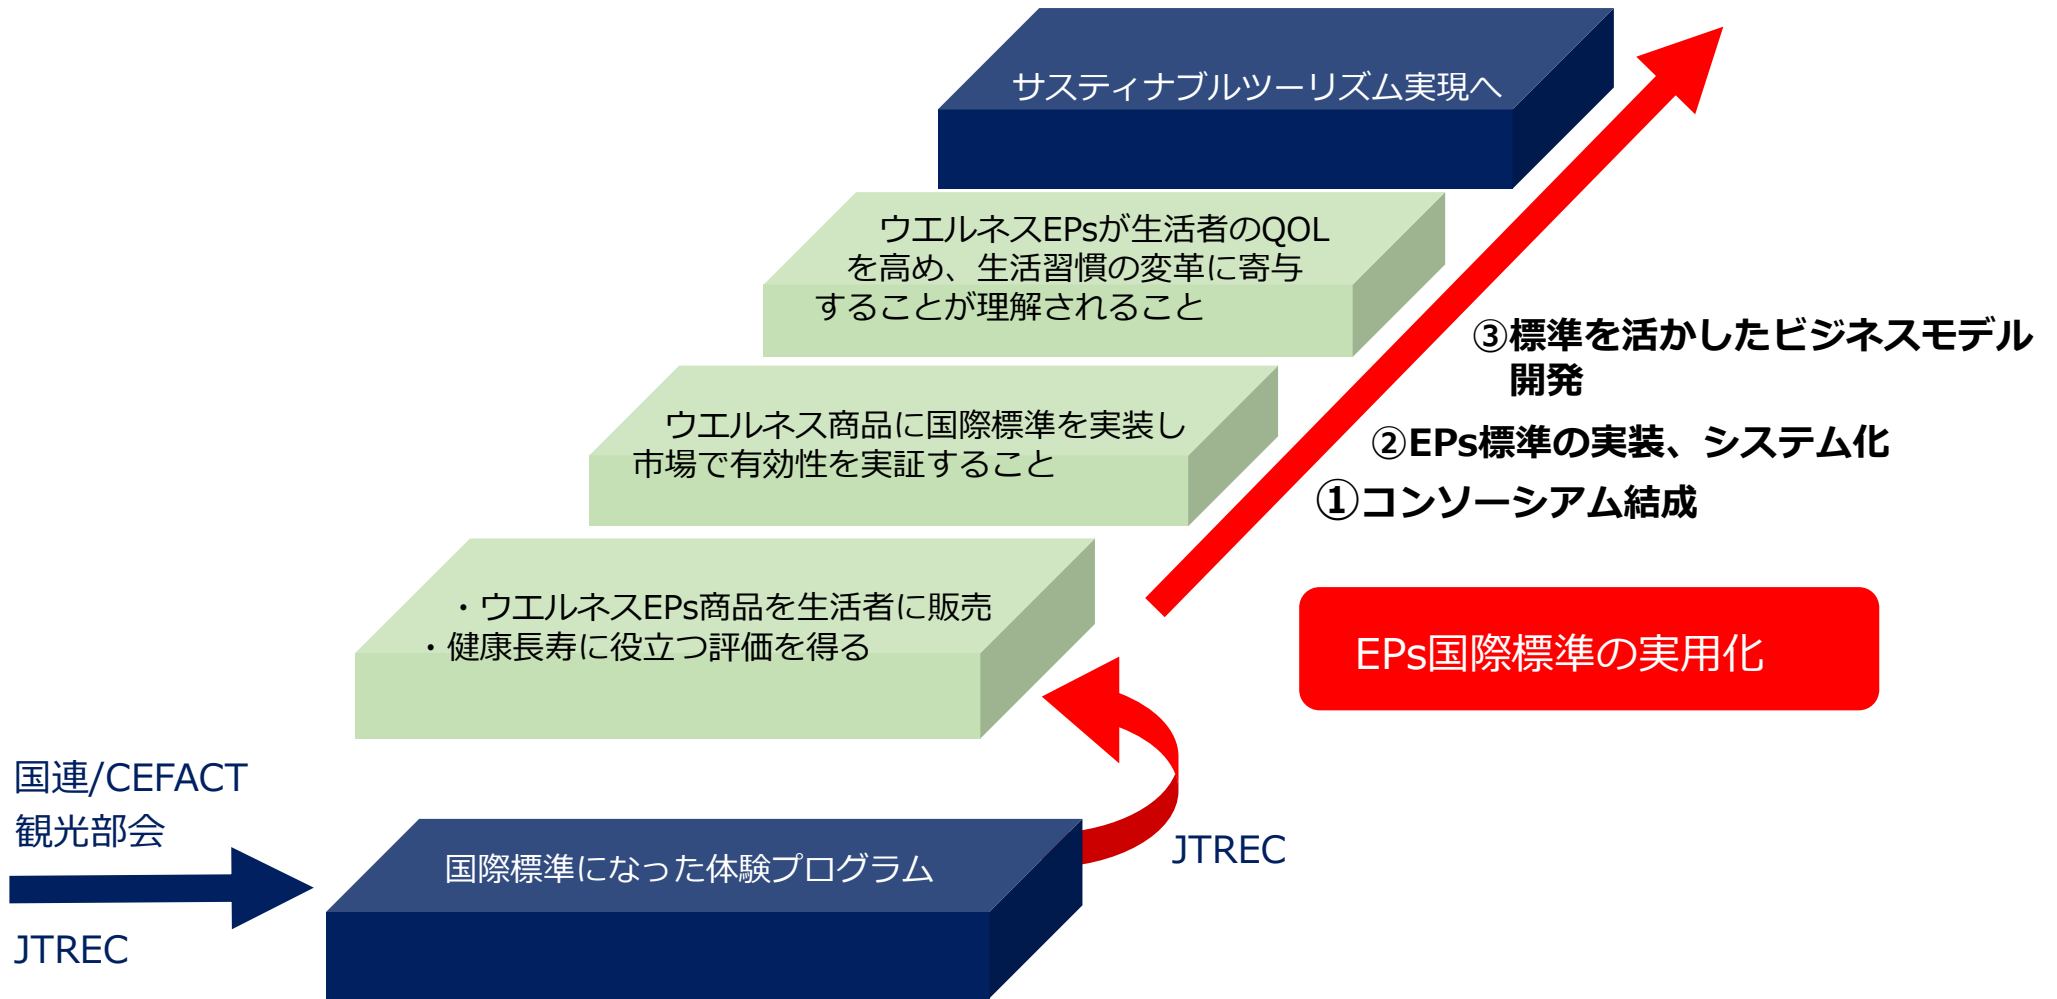 サスティナブルツーリズム実現へ
ウエルネスEPsが生活者のQOL
を高め、生活習慣の変革に寄与
することが理解されること
③標準を活かしたビジネスモデル
開発
ウエルネス商品に国際標準を実装し
市場で有効性を実証すること
②EPs標準の実装、システム化
①コンソーシアム結成
・ウエルネスEPs商品を生活者に販売
・健康長寿に役立つ評価を得る
EPs国際標準の実用化
国連/CEFACT
観光部会
JTREC
国際標準になった体験プログラム
JTREC